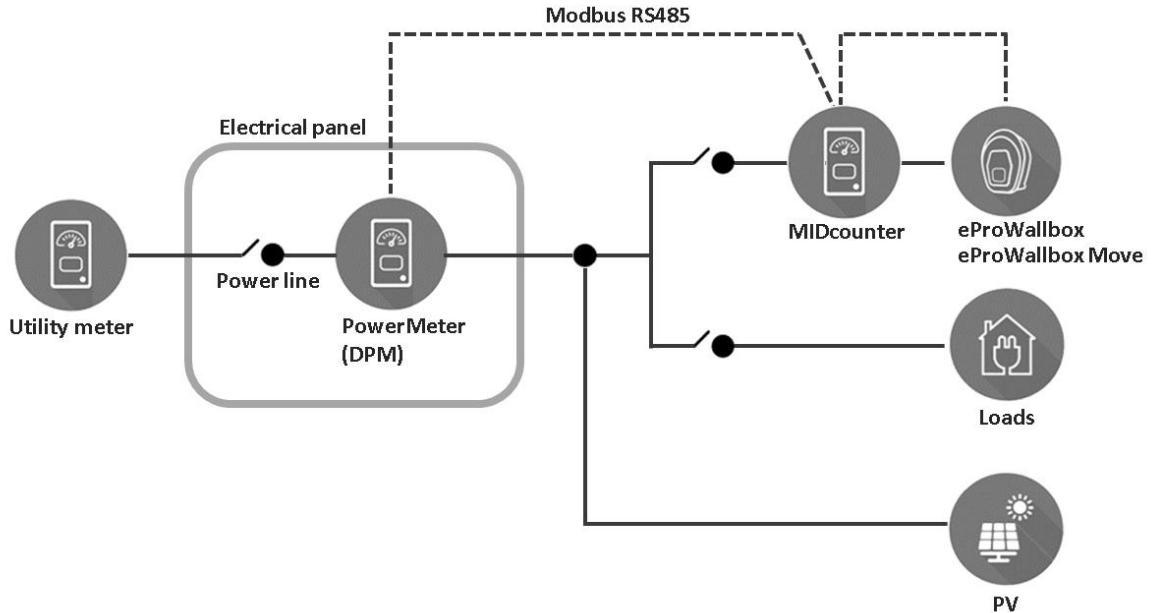 Modbus RS485
Electrical panel
MIDcounter
eProWallbox
eProWallbox Move
Power line
Utility meter
PowerMeter
(DPM)
Loads
PV